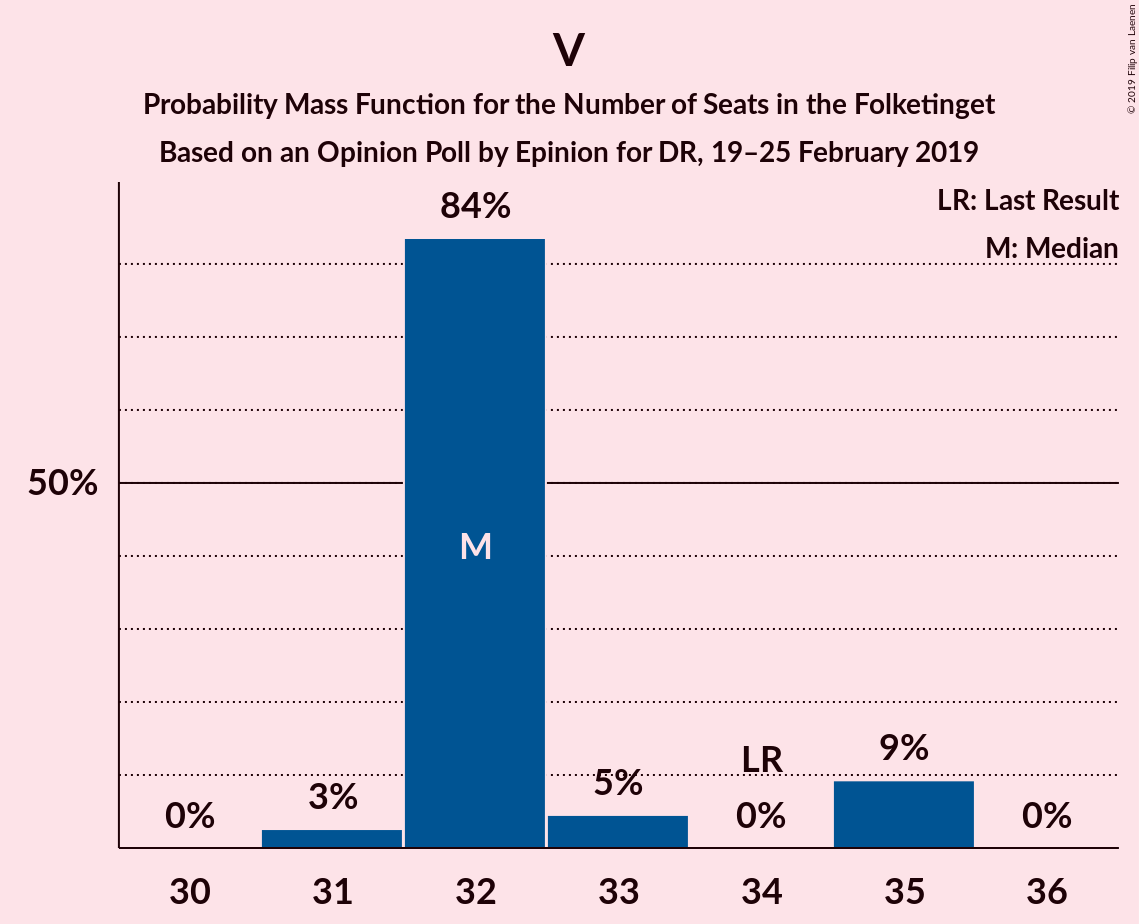 V
Probability Mass Function for the Number of Seats in the Folketinget
Based on an Opinion Poll by Epinion for DR, 19–25 February 2019
© 2019 Filip van Laenen
LR: Last Result
M: Median
84%
50%
M
LR
9%
5%
3%
0%
0%
0%
30
31
32
33
34
35
36